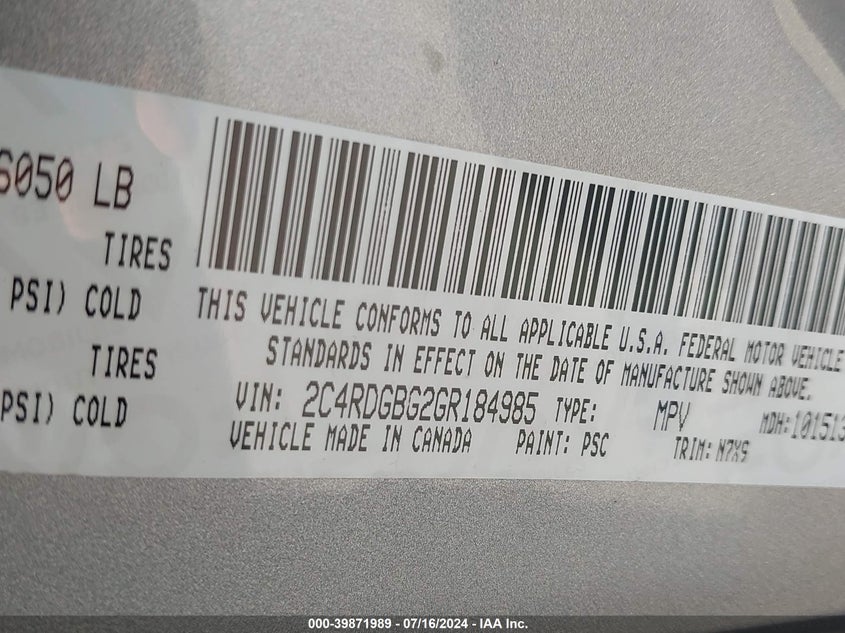 6050 LB
TIRES
PSI) COLD
TIRES
PSI) COLD
THIS VEHICLE CONFORMS TO ALL APPLICABLE U.S.A. FEDERAL MOTOR VEHICLE
STANDARDS IN EFFECT ON THE DATE OF MANUFACTURE SHOWN ABOVE.
VIN: 2C4RDGBG2GR184985 TYPE: MPV MDH: 101513
VEHICLE MADE IN CANADA PAINT: PSC TRIM: N7X9
000-39871989 / 07/16/2024 - IAA Inc.